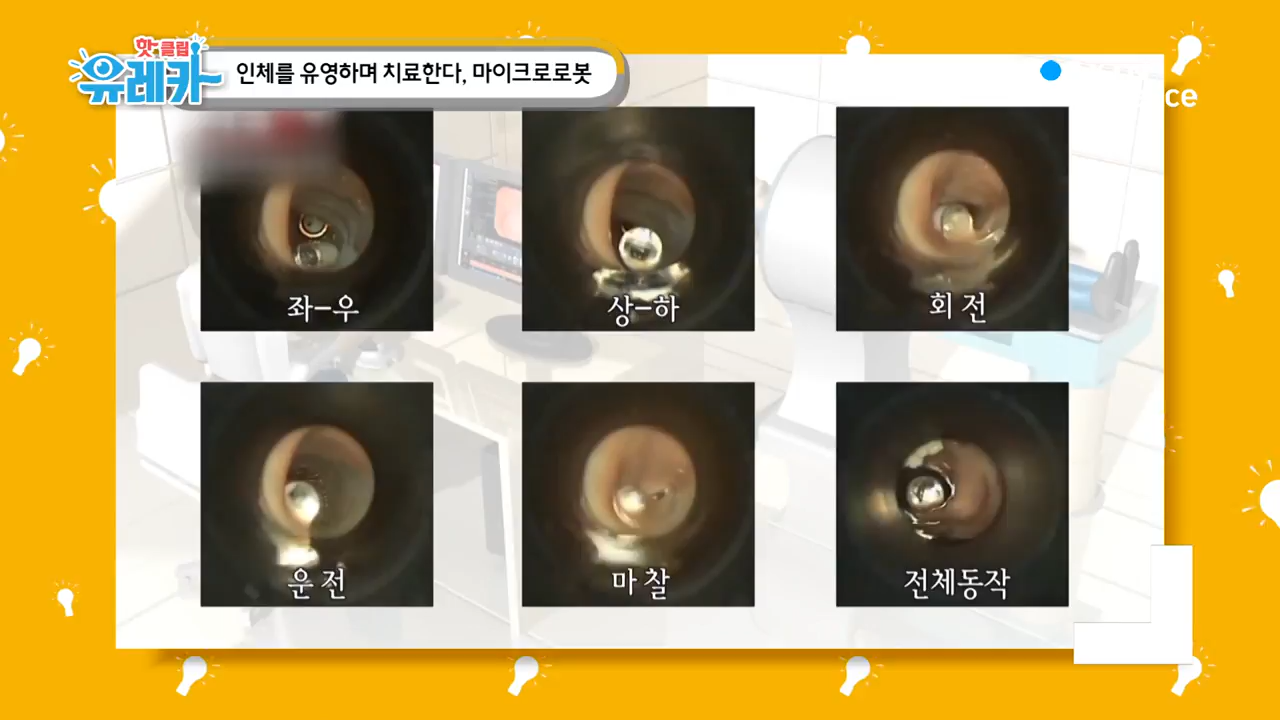 핫클립
유레카
인체를 유영하며 치료한다, 마이크로로봇
ce
좌-우
상-하
회 전
운 전
마 찰
전체동작